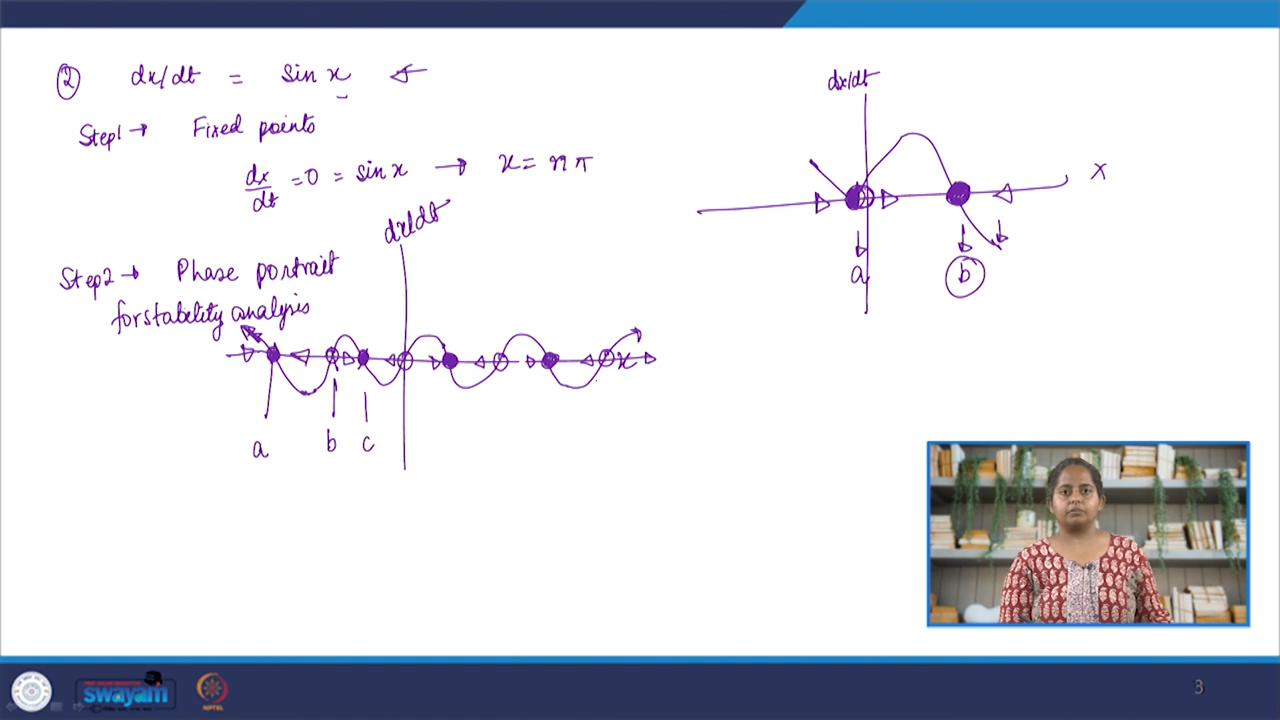 ② dx/dt = sin x ←
Step1 → Fixed points
dx/dt = 0 = sin x → x = nπ
Step2 → Phase portrait
for stability analysis
dx/dt
x
a b c
dx/dt
x
a b
3
swayam
NPTEL